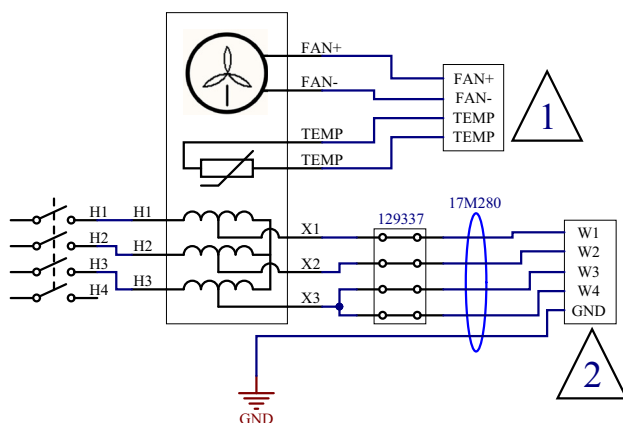 FAN+
FAN-
TEMP
TEMP
FAN+
FAN-
TEMP
TEMP
1
H1
H2
H3
H4
H1
H2
H3
X1
X2
X3
129337
17M280
W1
W2
W3
W4
GND
2
GND